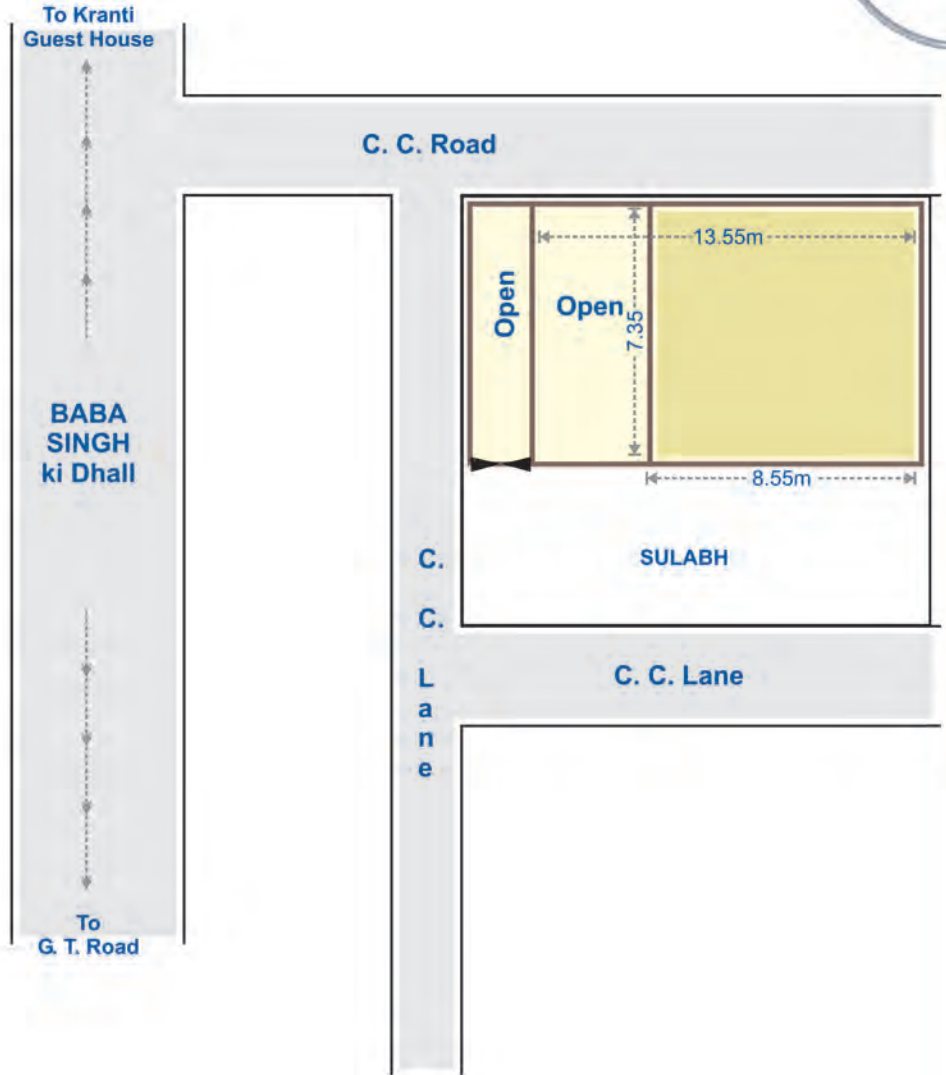 To Kranti
Guest House
C. C. Road
13.55m
Open
Open
7.35
BABA
SINGH
ki Dhall
8.55m
SULABH
C.
C.
L
a
n
e
C. C. Lane
To
G. T. Road